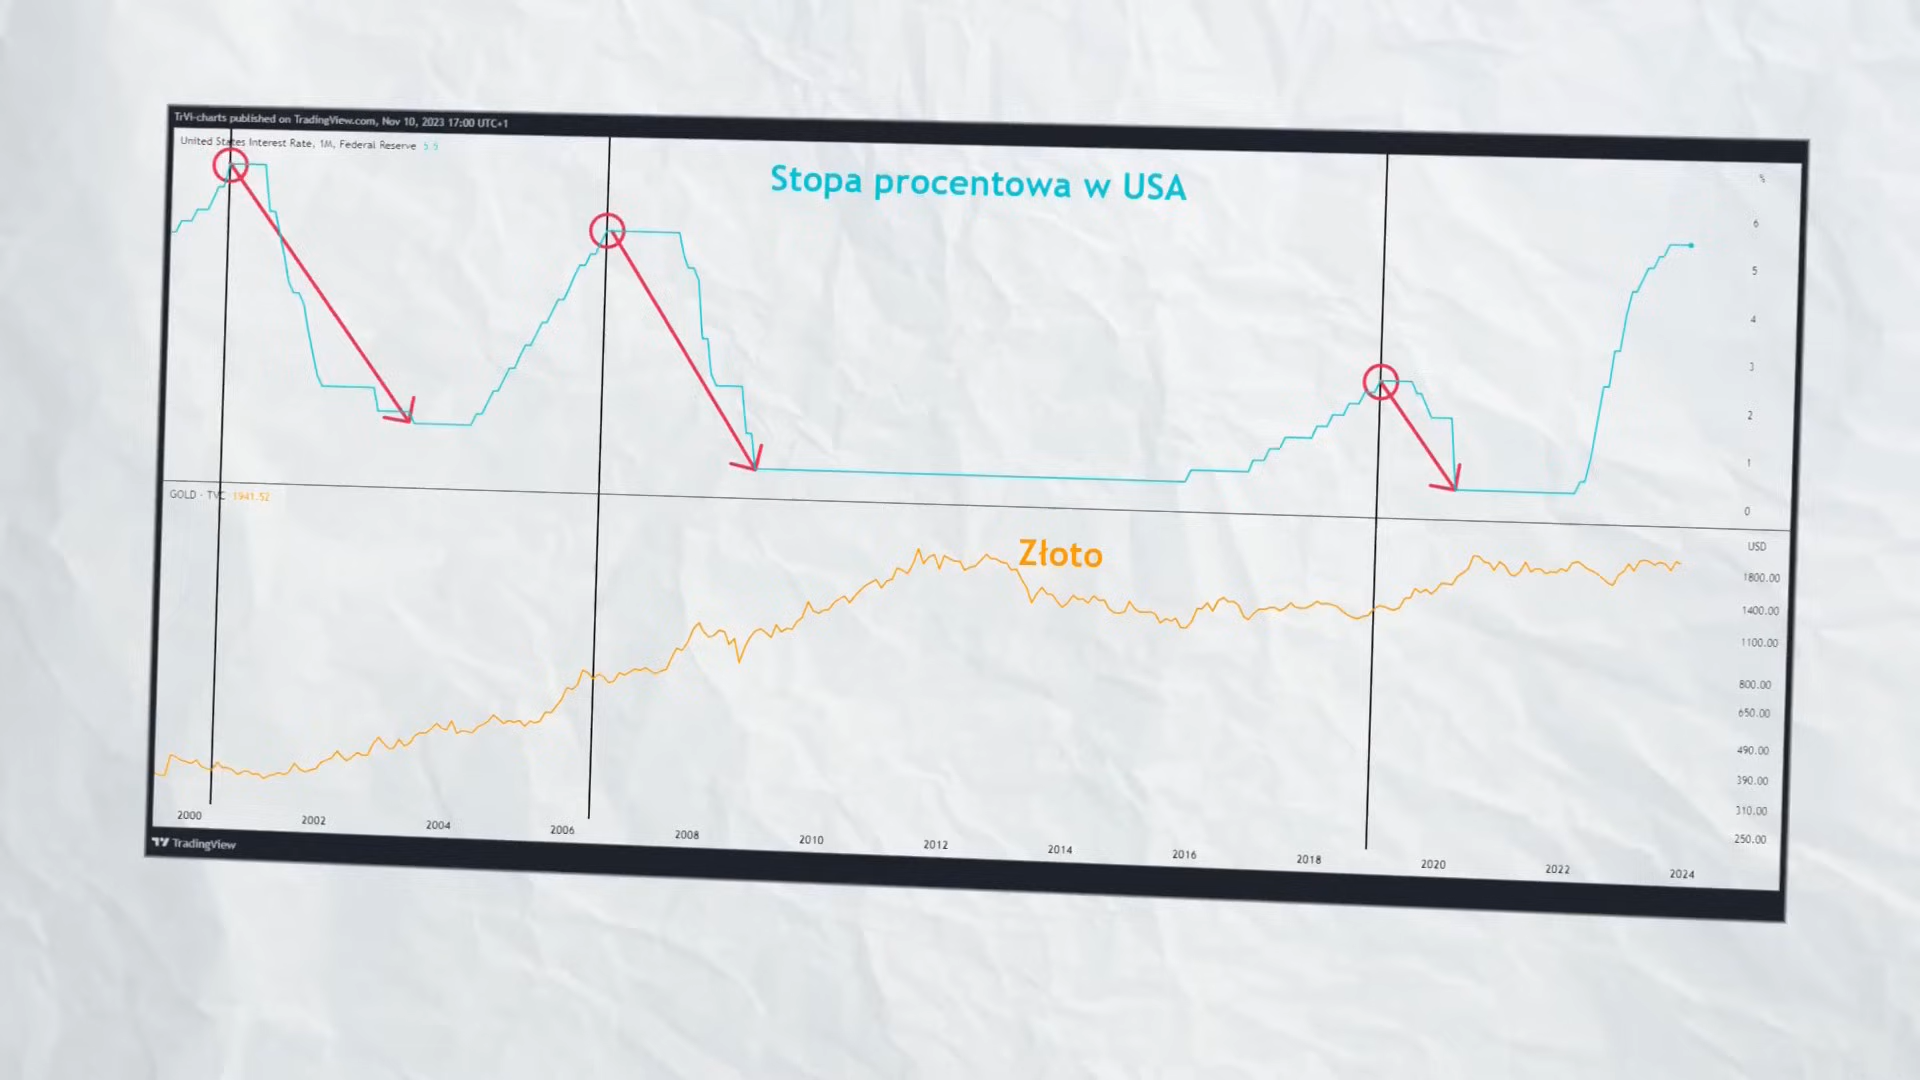 TrVi-charts published on TradingView.com, Nov 10, 2023 17:00 UTC+1
United States Interest Rate, 1M, Federal Reserve 5.5
Stopa procentowa w USA
%
6
5
4
3
2
1
0
GOLD · TVC 1941.52
Złoto
USD
1800.00
1400.00
1100.00
800.00
650.00
490.00
390.00
310.00
250.00
2000 2002 2004 2006 2008 2010 2012 2014 2016 2018 2020 2022 2024
TradingView